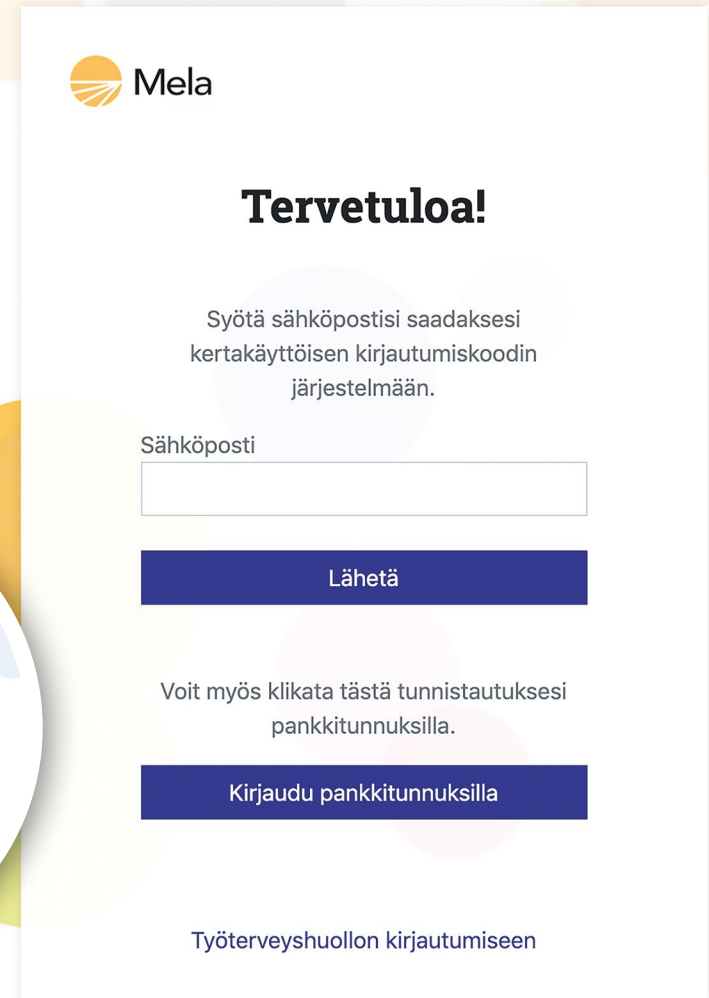 Mela
Tervetuloa!
Syötä sähköpostisi saadaksesi
kertakäyttöisen kirjautumiskoodin
järjestelmään.
Sähköposti
Lähetä
Voit myös klikata tästä tunnistautuksesi
pankkitunnuksilla.
Kirjaudu pankkitunnuksilla
Työterveyshuollon kirjautumiseen